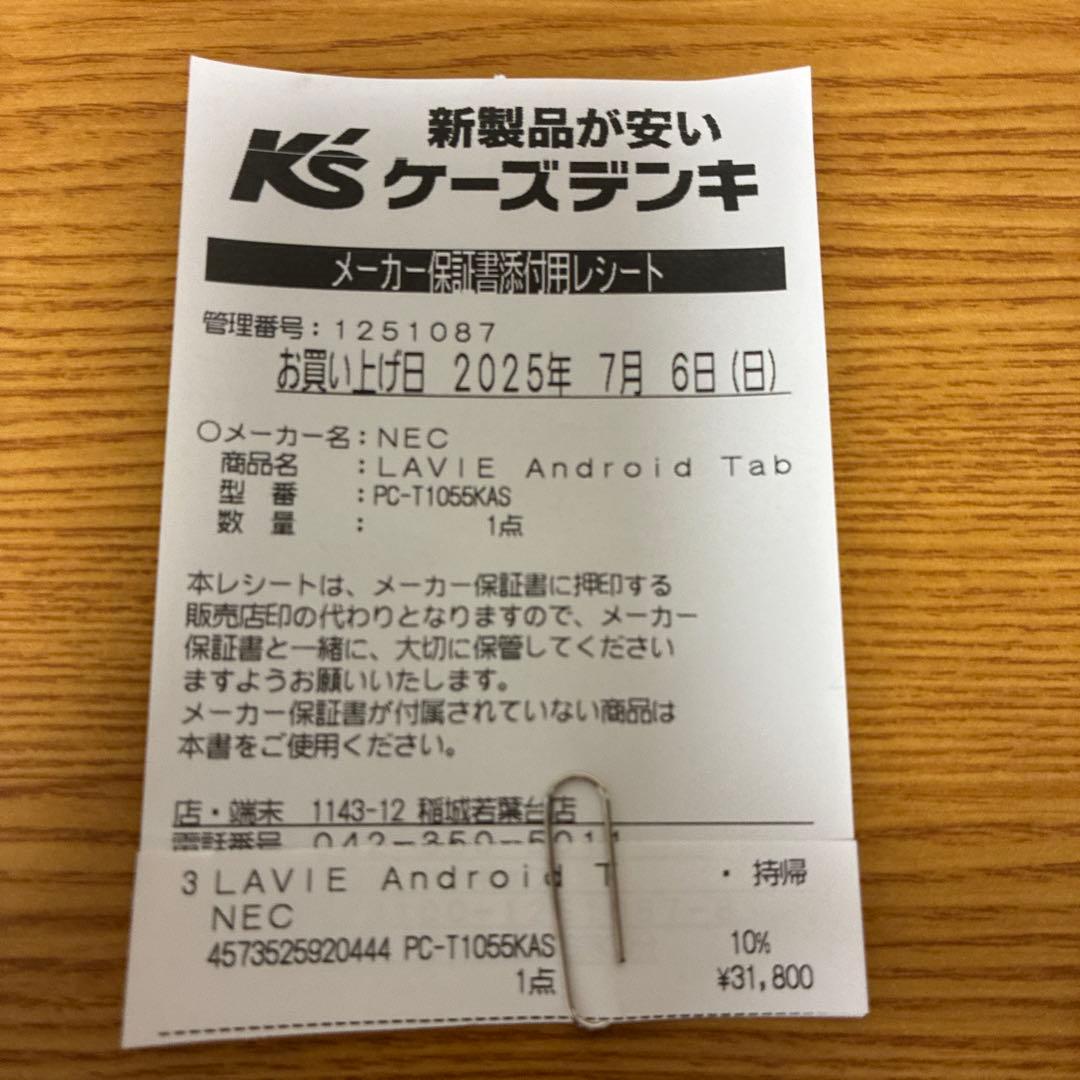 新製品が安い
K's ケーズデンキ
メーカー保証書添付用レシート
管理番号：1251087
お買い上げ日 2025年 7月 6日(日)
○メーカー名：NEC
商品名 ：LAVIE Android Tab
型 番 ：PC-T1055KAS
数 量 ： 1点
本レシートは、メーカー保証書に押印する
販売店印の代わりとなりますので、メーカー
保証書と一緒に、大切に保管してください
ますようお願いいたします。
メーカー保証書が付属されていない商品は
本書をご使用ください。
店・端末 1143-12 稲城若葉台店
電話番号 042-350-5011
3 LAVIE Android T ・持帰
NEC
4573525920444 PC-T1055KAS 10%
1点 ¥31,800